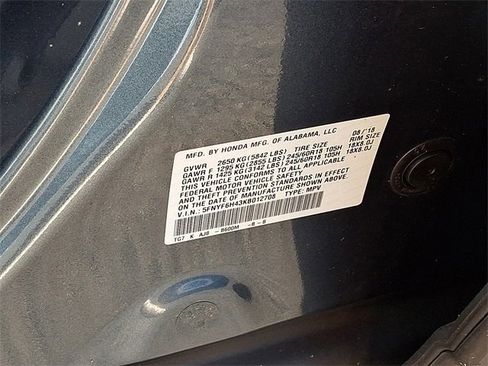 MFD. BY HONDA MFG. OF ALABAMA, LLC 08/'18
GVWR 2650 KG (5842 LBS) TIRE SIZE RIM SIZE
GAWR F 1295 KG (2855 LBS) 245/60R18 105H 18X8.0J
GAWR R 1425 KG (3142 LBS) 245/60R18 105H 18X8.0J
THIS VEHICLE CONFORMS TO ALL APPLICABLE
FEDERAL MOTOR VEHICLE SAFETY
AND THEFT PREVENTION STANDARDS IN EFFECT ON
THE DATE OF MANUFACTURE SHOWN ABOVE.
V.I.N.: 5FNYF6H43KB012708 TYPE: MPV
TG7 K AJ8 - B600M -B - B